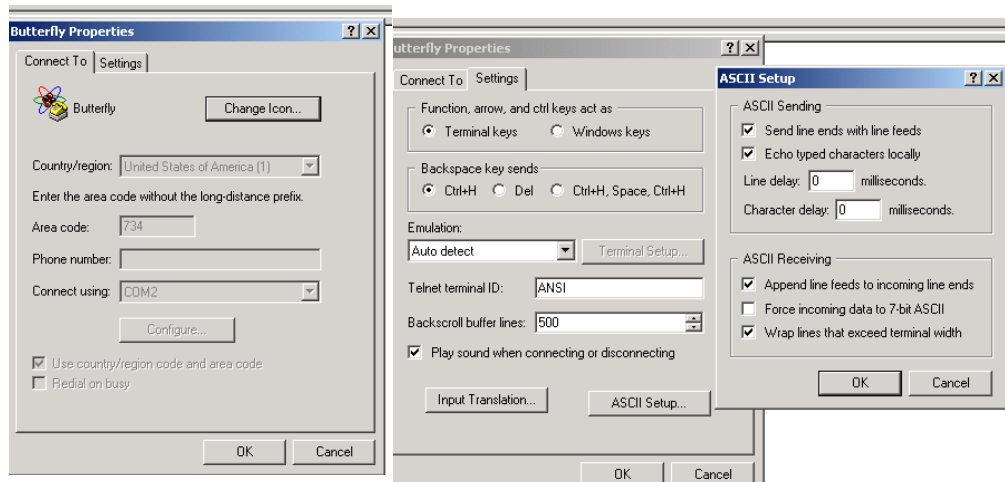 Butterfly Properties
Connect To
Settings
Butterfly
Change Icon...
Country/region:
United States of America (1)
Enter the area code without the long-distance prefix.
Area code:
734
Phone number:
Connect using:
COM2
Configure...
Use country/region code and area code
Redial on busy
OK
Cancel
utterfly Properties
Connect To
Settings
Function, arrow, and ctrl keys act as
Terminal keys
Windows keys
Backspace key sends
Ctrl+H
Del
Ctrl+H, Space, Ctrl+H
Emulation:
Auto detect
Terminal Setup...
Telnet terminal ID:
ANSI
Backscroll buffer lines:
500
Play sound when connecting or disconnecting
Input Translation...
ASCII Setup...
OK
Cancel
ASCII Setup
ASCII Sending
Send line ends with line feeds
Echo typed characters locally
Line delay: 0 milliseconds.
Character delay: 0 milliseconds.
ASCII Receiving
Append line feeds to incoming line ends
Force incoming data to 7-bit ASCII
Wrap lines that exceed terminal width
OK
Cancel